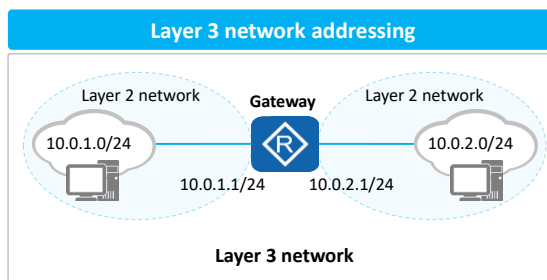 Layer 3 network addressing
Layer 2 network
Gateway
Layer 2 network
10.0.1.0/24
R
10.0.2.0/24
10.0.1.1/24
10.0.2.1/24
Layer 3 network